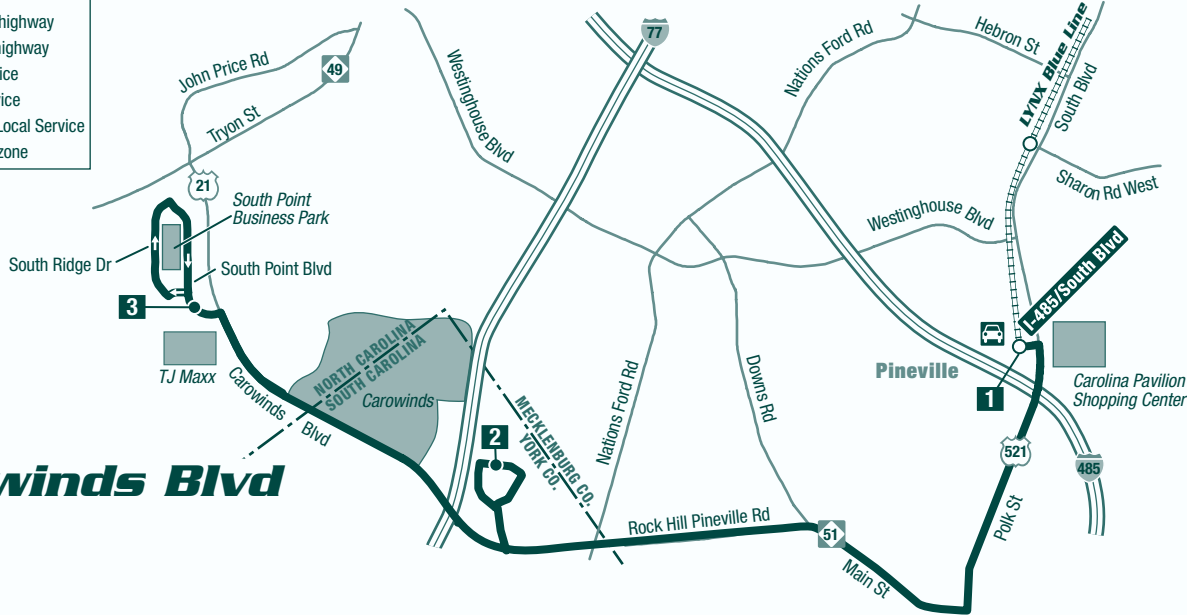 highway
highway
Local Service
zone
John Price Rd
49
Tryon St
21
South Point
Business Park
South Ridge Dr
South Point Blvd
3
TJ Maxx
Carowinds
Blvd
NORTH CAROLINA
SOUTH CAROLINA
Carowinds
Westinghouse Blvd
77
Nations Ford Rd
Hebron St
LYNX Blue Line
South Blvd
Sharon Rd West
Westinghouse Blvd
I-485/South Blvd
Pineville
1
Carolina Pavilion
Shopping Center
MECKLENBURG CO.
YORK CO.
2
Nations Ford Rd
Downs Rd
521
485
Polk St
Rock Hill Pineville Rd
51
Main St
winds Blvd